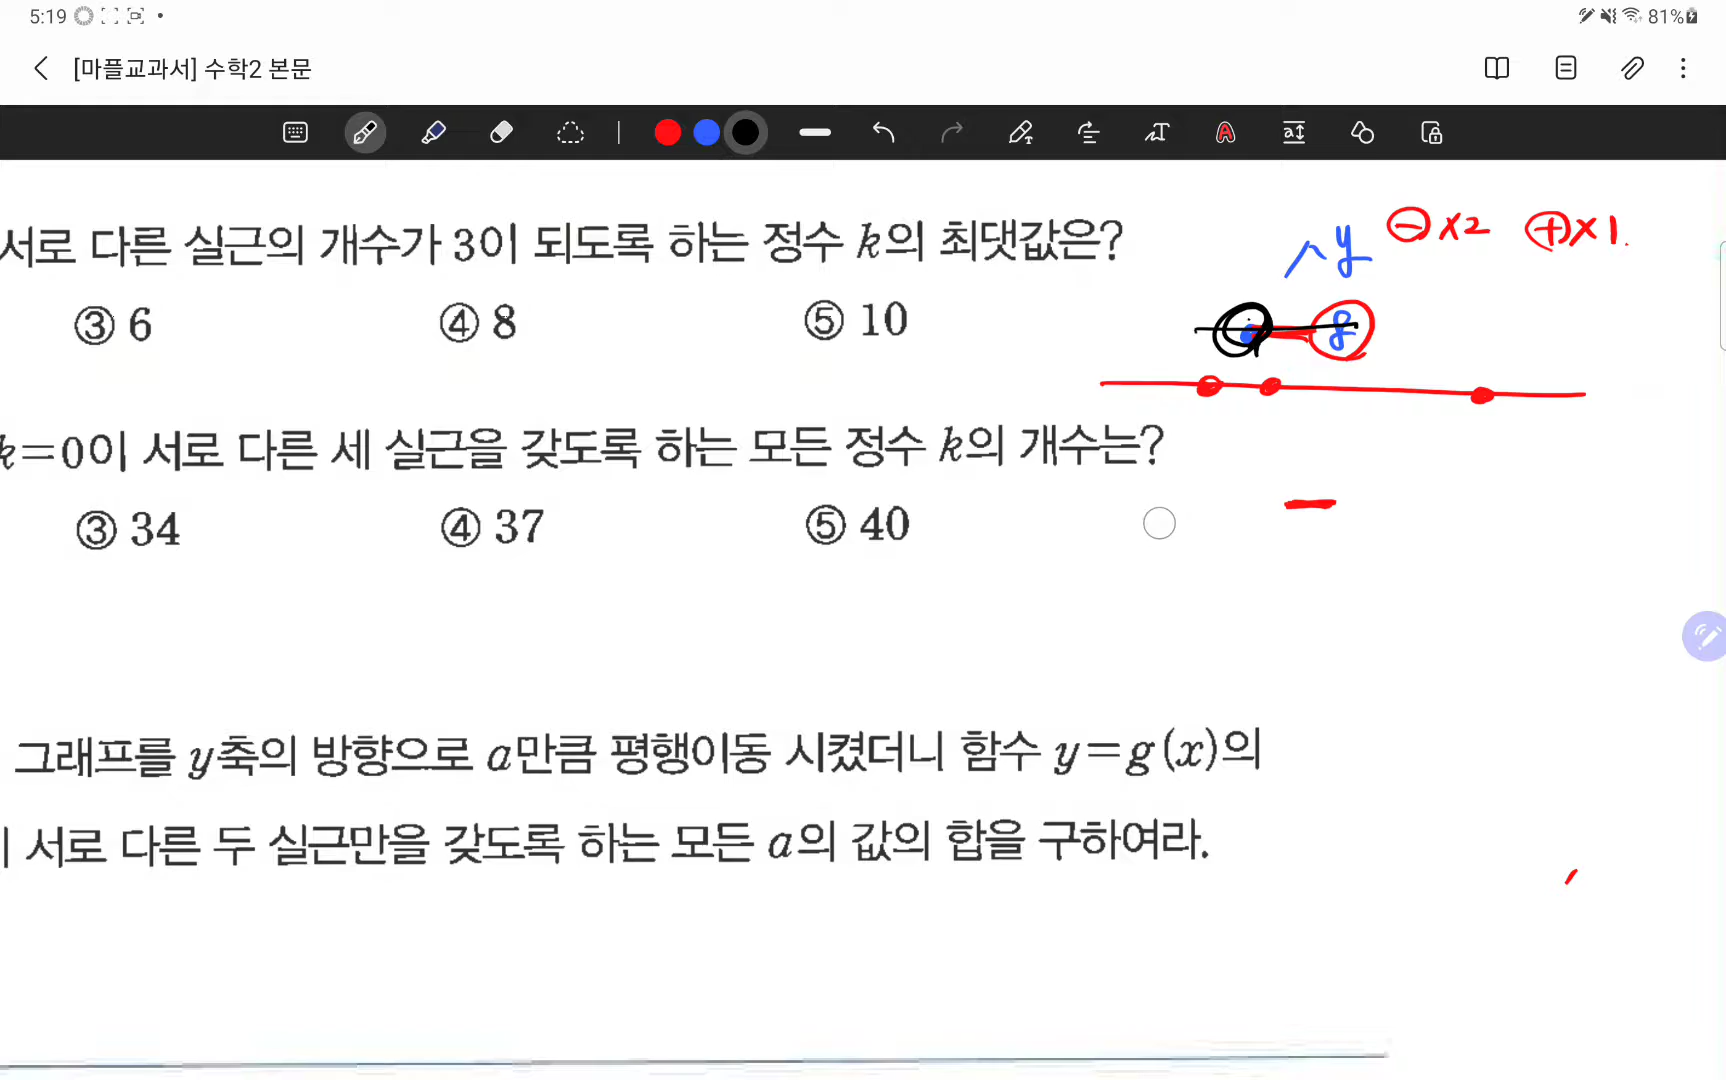 5:19
81%
[마플교과서] 수학2 본문
서로 다른 실근의 개수가 3이 되도록 하는 정수 k의 최댓값은?
y ⊖×2 ⊕×1.
③ 6 ④ 8 ⑤ 10
8
k=0이 서로 다른 세 실근을 갖도록 하는 모든 정수 k의 개수는?
③ 34 ④ 37 ⑤ 40
그래프를 y축의 방향으로 a만큼 평행이동 시켰더니 함수 y=g(x)의
서로 다른 두 실근만을 갖도록 하는 모든 a의 값의 합을 구하여라.